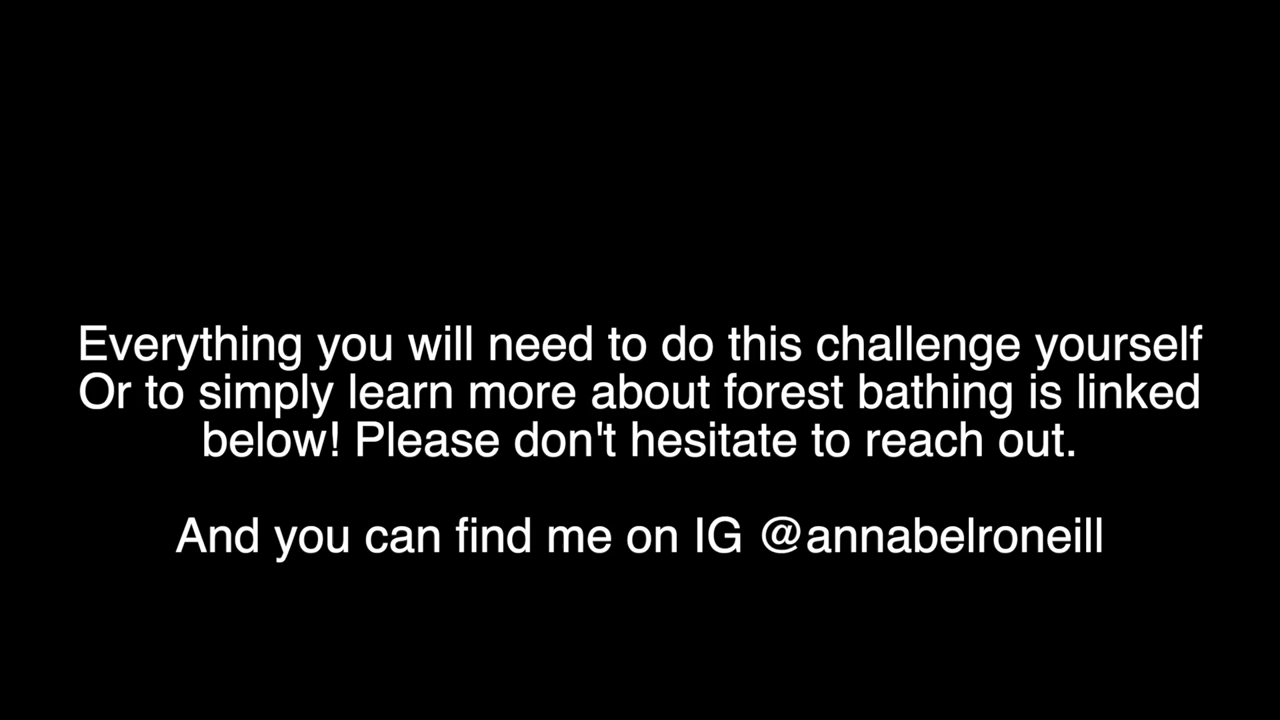 Everything you will need to do this challenge yourself
Or to simply learn more about forest bathing is linked
below! Please don't hesitate to reach out.
And you can find me on IG @annabelroneill